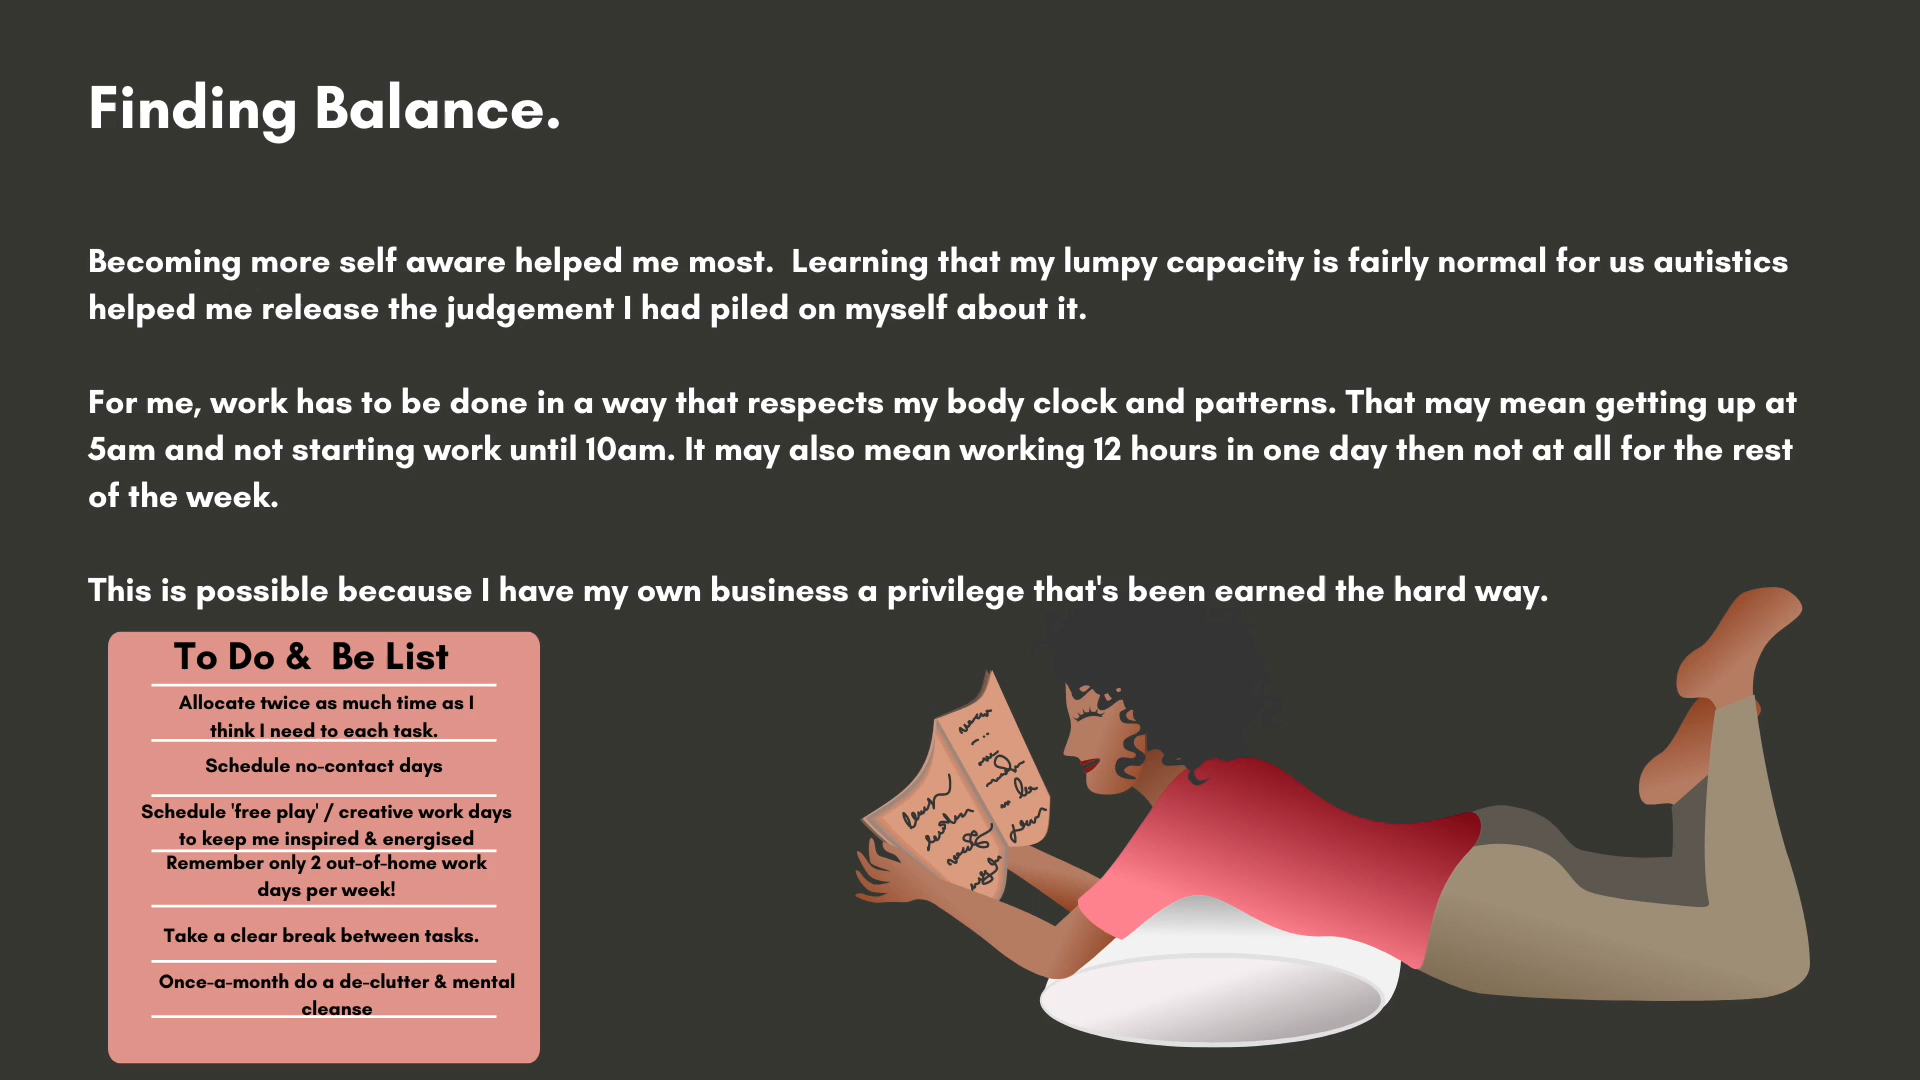 Finding Balance.
Becoming more self aware helped me most.  Learning that my lumpy capacity is fairly normal for us autistics
helped me release the judgement I had piled on myself about it.
For me, work has to be done in a way that respects my body clock and patterns. That may mean getting up at
5am and not starting work until 10am. It may also mean working 12 hours in one day then not at all for the rest
of the week.
This is possible because I have my own business a privilege that's been earned the hard way.
To Do &  Be List
Allocate twice as much time as I
think I need to each task.
Schedule no-contact days
Schedule 'free play' / creative work days
to keep me inspired & energised
Remember only 2 out-of-home work
days per week!
Take a clear break between tasks.
Once-a-month do a de-clutter & mental
cleanse